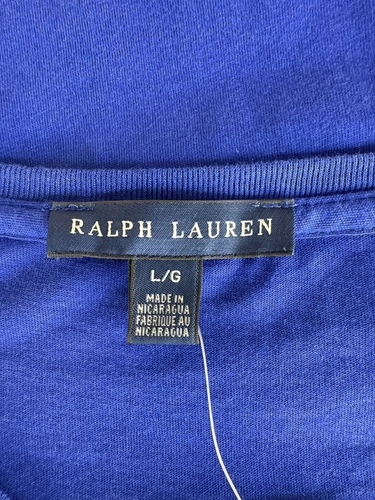 RALPH LAUREN
L/G
MADE IN
NICARAGUA
FABRIQUE AU
NICARAGUA